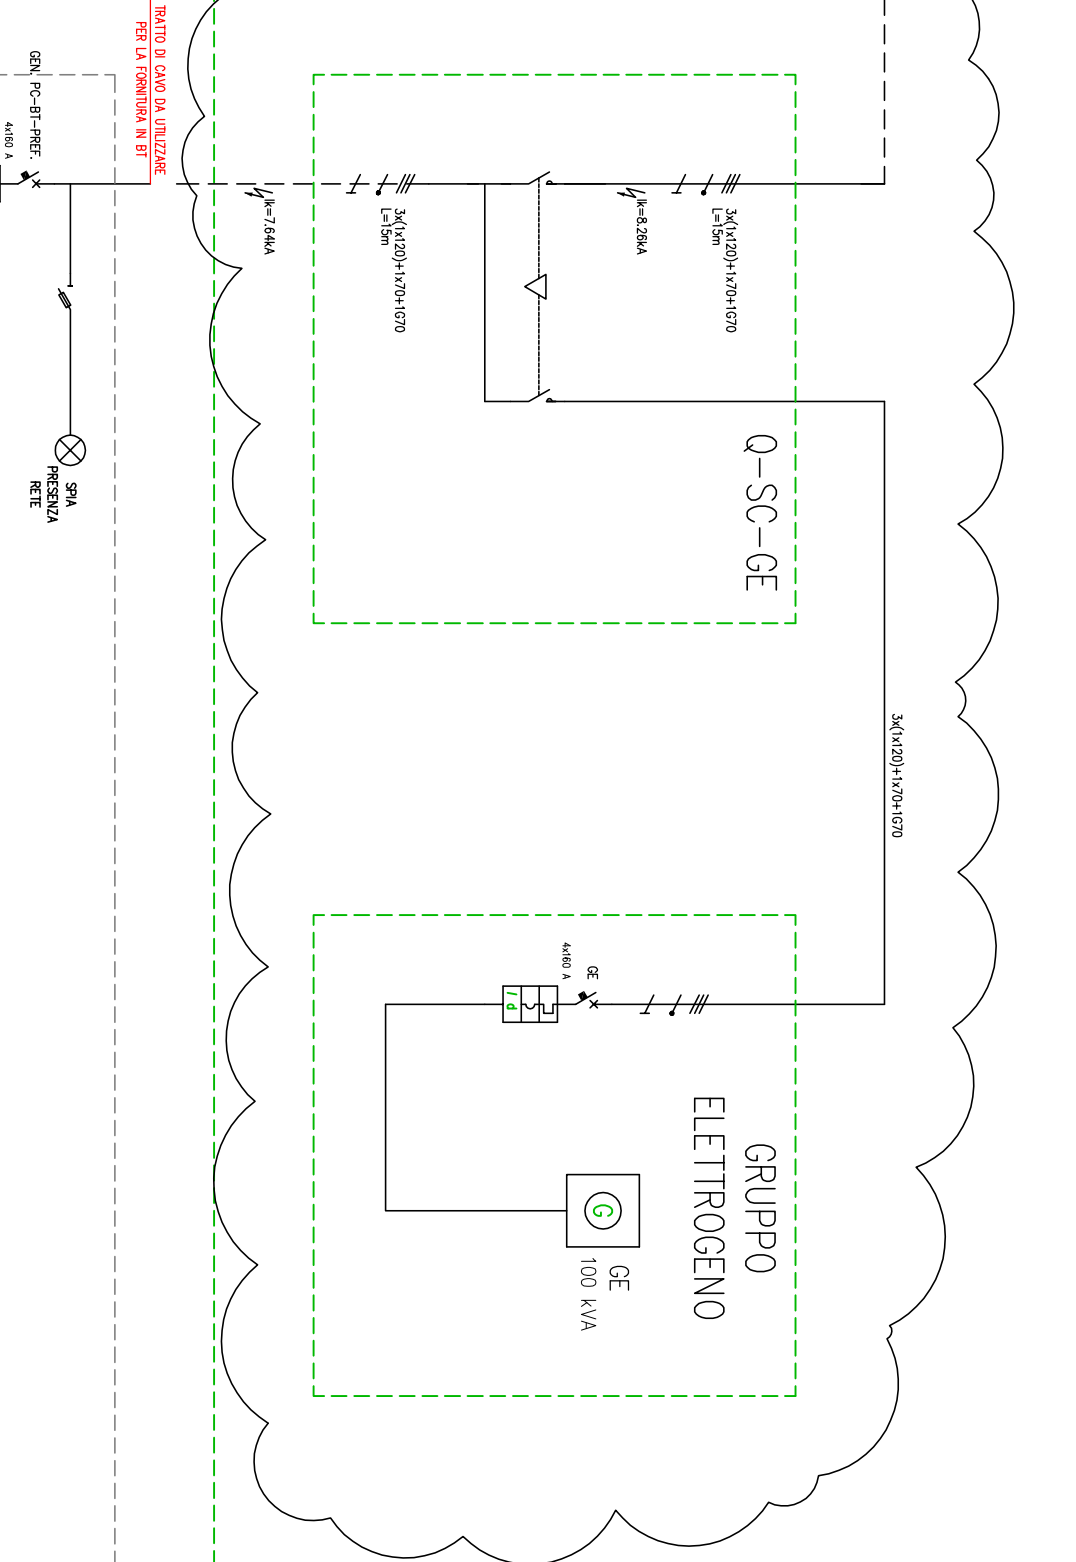 3x(1x120)+1x70+1G70
3x(1x120)+1x70+1G70
L=15m
Q-SC-GE
Ik=8.26kA
3x(1x120)+1x70+1G70
L=15m
Ik=7.64kA
GRUPPO
ELETTROGENO
GE
4x160 A
I d
G
GE
100 kVA
TRATTO DI CAVO DA UTILIZZARE
PER LA FORNITURA IN BT
GEN. PC-BT-PREF.
4x160 A
SPIA
PRESENZA
RETE